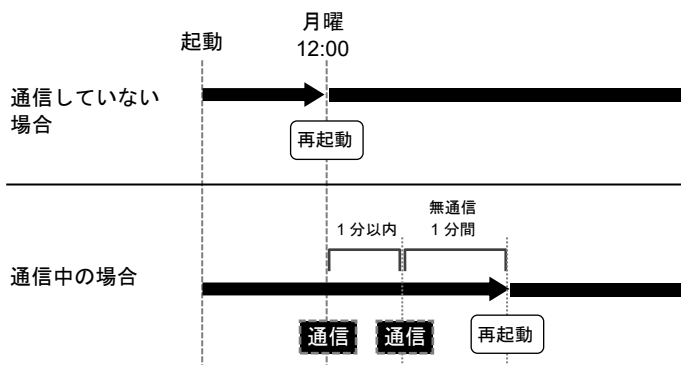 起動
月曜
12:00
通信していない
場合
再起動
無通信
1分以内
1分間
通信中の場合
通信
通信
再起動